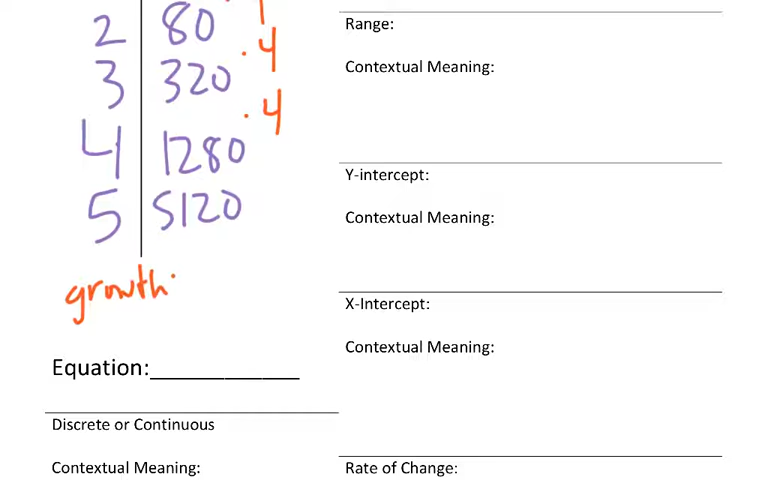 2 80
· 4
3 320
· 4
4 1280
5 5120
growth:
Equation:____________
Discrete or Continuous
Contextual Meaning:
Range:
Contextual Meaning:
Y-intercept:
Contextual Meaning:
X-Intercept:
Contextual Meaning:
Rate of Change: